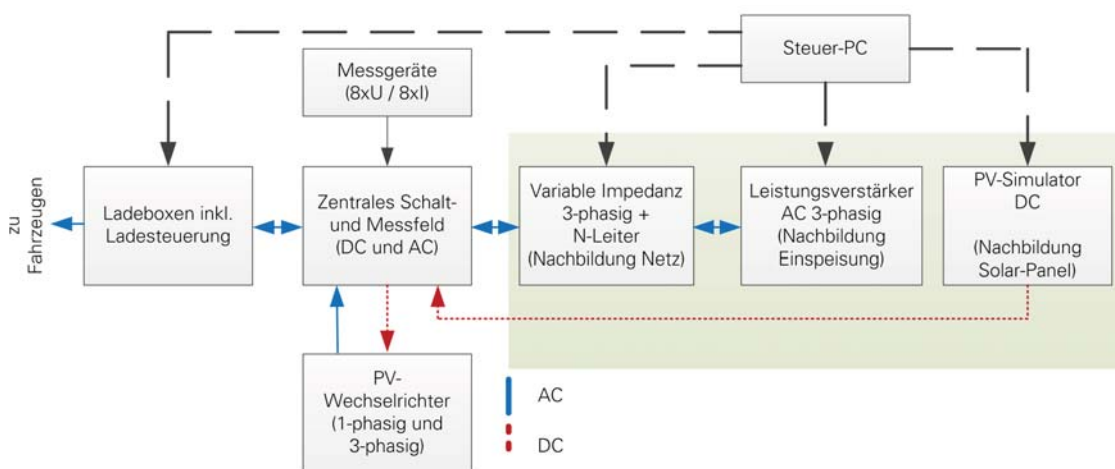 Steuer-PC
Messgeräte
(8xU / 8xI)
zu
Fahrzeugen
Ladeboxen inkl.
Ladesteuerung
Zentrales Schalt-
und Messfeld
(DC und AC)
Variable Impedanz
3-phasig +
N-Leiter
(Nachbildung Netz)
Leistungsverstärker
AC 3-phasig
(Nachbildung
Einspeisung)
PV-Simulator
DC
(Nachbildung
Solar-Panel)
PV-
Wechselrichter
(1-phasig und
3-phasig)
AC
DC